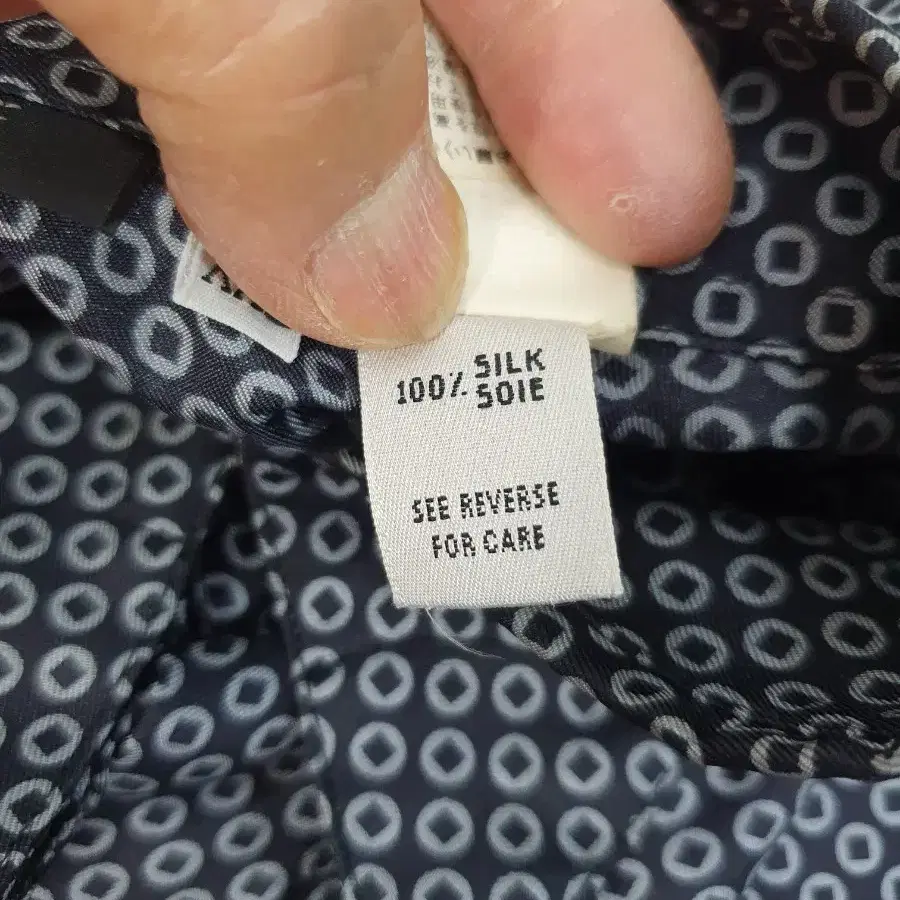 100% SILK
SOIE
SEE REVERSE
FOR CARE